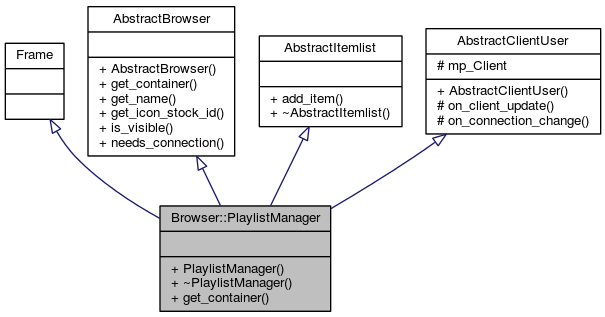 Frame
AbstractBrowser
+ AbstractBrowser()
+ get_container()
+ get_name()
+ get_icon_stock_id()
+ is_visible()
+ needs_connection()
AbstractItemlist
+ add_item()
+ ~AbstractItemlist()
AbstractClientUser
# mp_Client
+ AbstractClientUser()
# on_client_update()
# on_connection_change()
Browser::PlaylistManager
+ PlaylistManager()
+ ~PlaylistManager()
+ get_container()